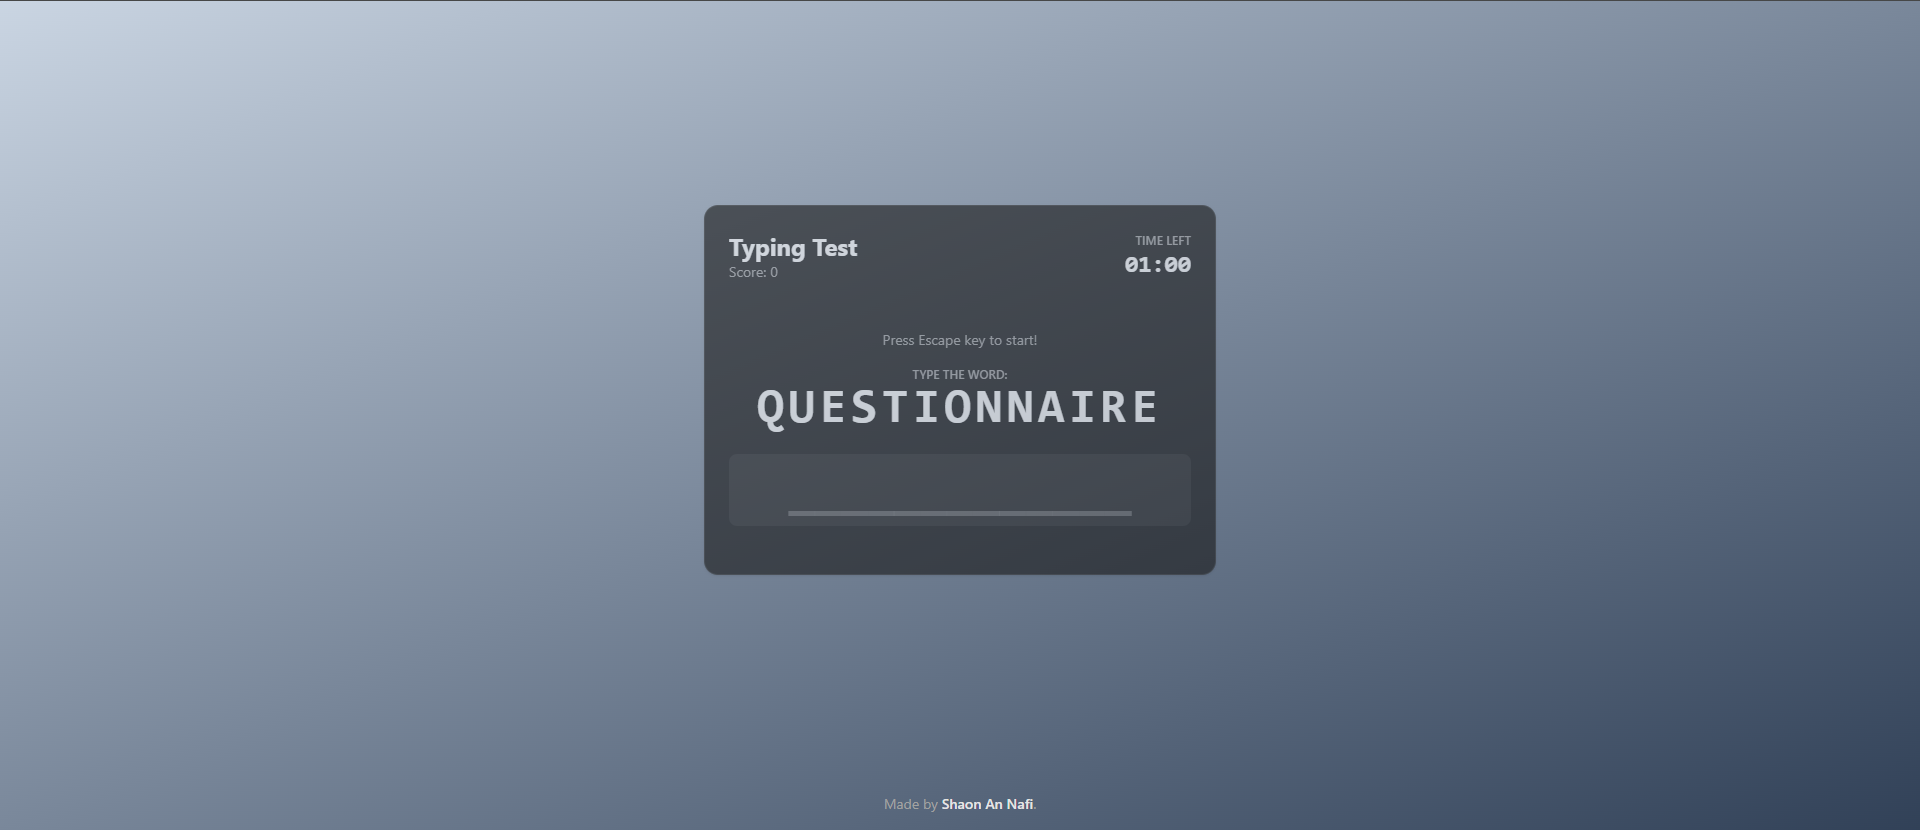 Typing Test
Score: 0
TIME LEFT
01:00
Press Escape key to start!
TYPE THE WORD:
QUESTIONNAIRE
Made by Shaon An Nafi.